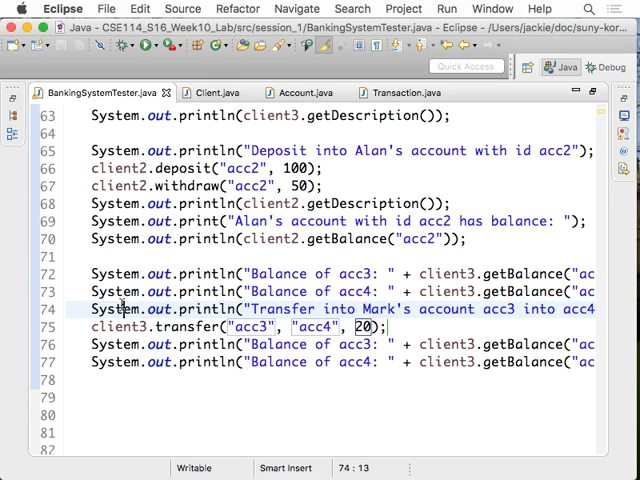 Eclipse File Edit Source Refactor Navigate Search Project Run Window Help
Java - CSE114_S16_Week10_Lab/src/session_1/BankingSystemTester.java - Eclipse - /Users/jackie/doc/suny-kor...
Quick Access Java Debug
BankingSystemTester.java Client.java Account.java Transaction.java
63 System.out.println(client3.getDescription());
64
65 System.out.println("Deposit into Alan's account with id acc2");
66 client2.deposit("acc2", 100);
67 client2.withdraw("acc2", 50);
68 System.out.println(client2.getDescription());
69 System.out.print("Alan's account with id acc2 has balance: ");
70 System.out.println(client2.getBalance("acc2"));
71
72 System.out.println("Balance of acc3: " + client3.getBalance("ac
73 System.out.println("Balance of acc4: " + client3.getBalance("ac
74 System.out.println("Transfer into Mark's account acc3 into acc4
75 client3.transfer("acc3", "acc4", 20);
76 System.out.println("Balance of acc3: " + client3.getBalance("ac
77 System.out.println("Balance of acc4: " + client3.getBalance("ac
78
79
80
81
82
Writable Smart Insert 74 : 13